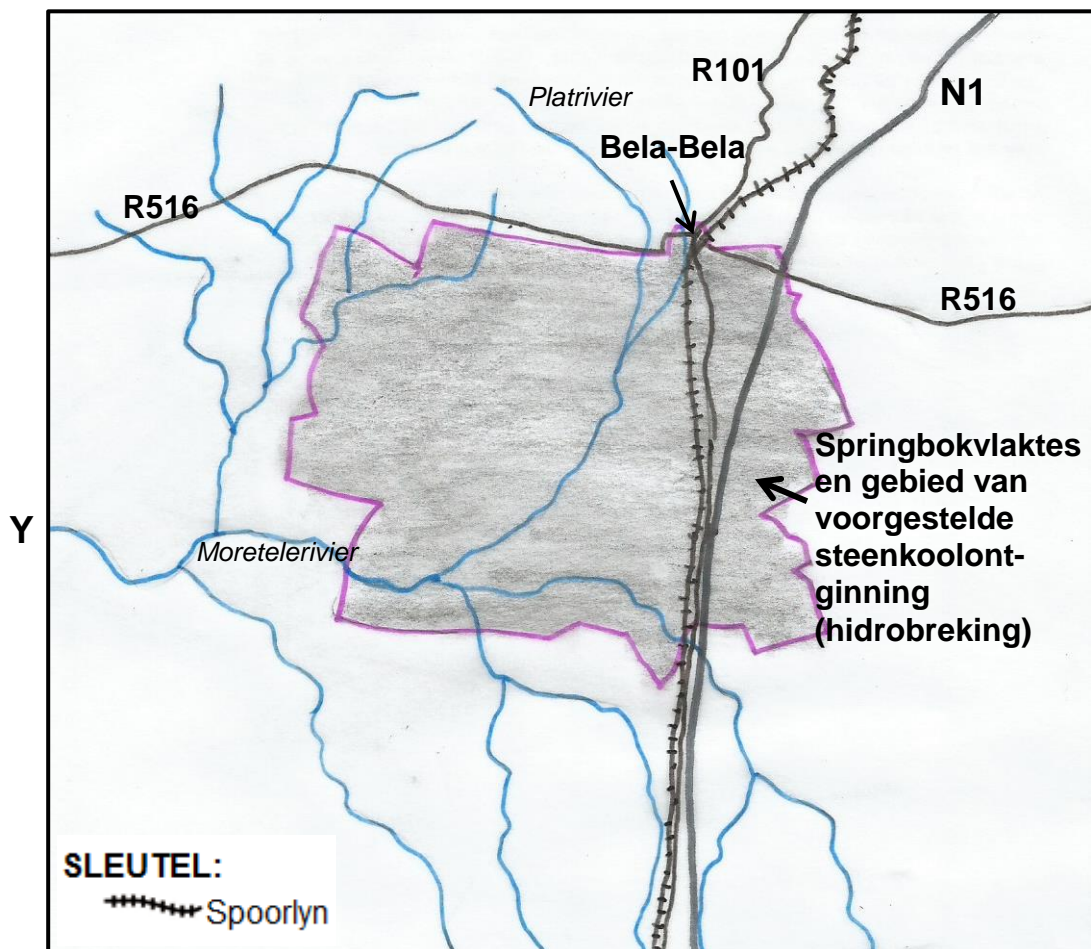 R101
N1
Platrivier
Bela-Bela
R516
R516
Springbokvlaktes
en gebied van
voorgestelde
steenkoolont-
ginning
(hidrobreking)
Y
Moretelerivier
SLEUTEL:
Spoorlyn